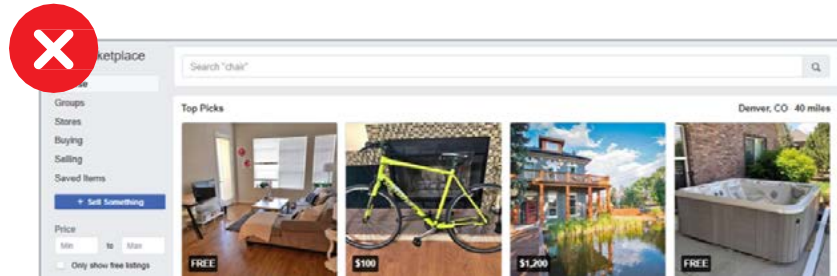 ketplace
Search "chair"
se
Groups
Stores
Buying
Selling
Saved Items
+ Sell Something
Price
Min to Max
Only show free listings
Top Picks
Denver, CO 40 miles
FREE
$100
$1,200
FREE